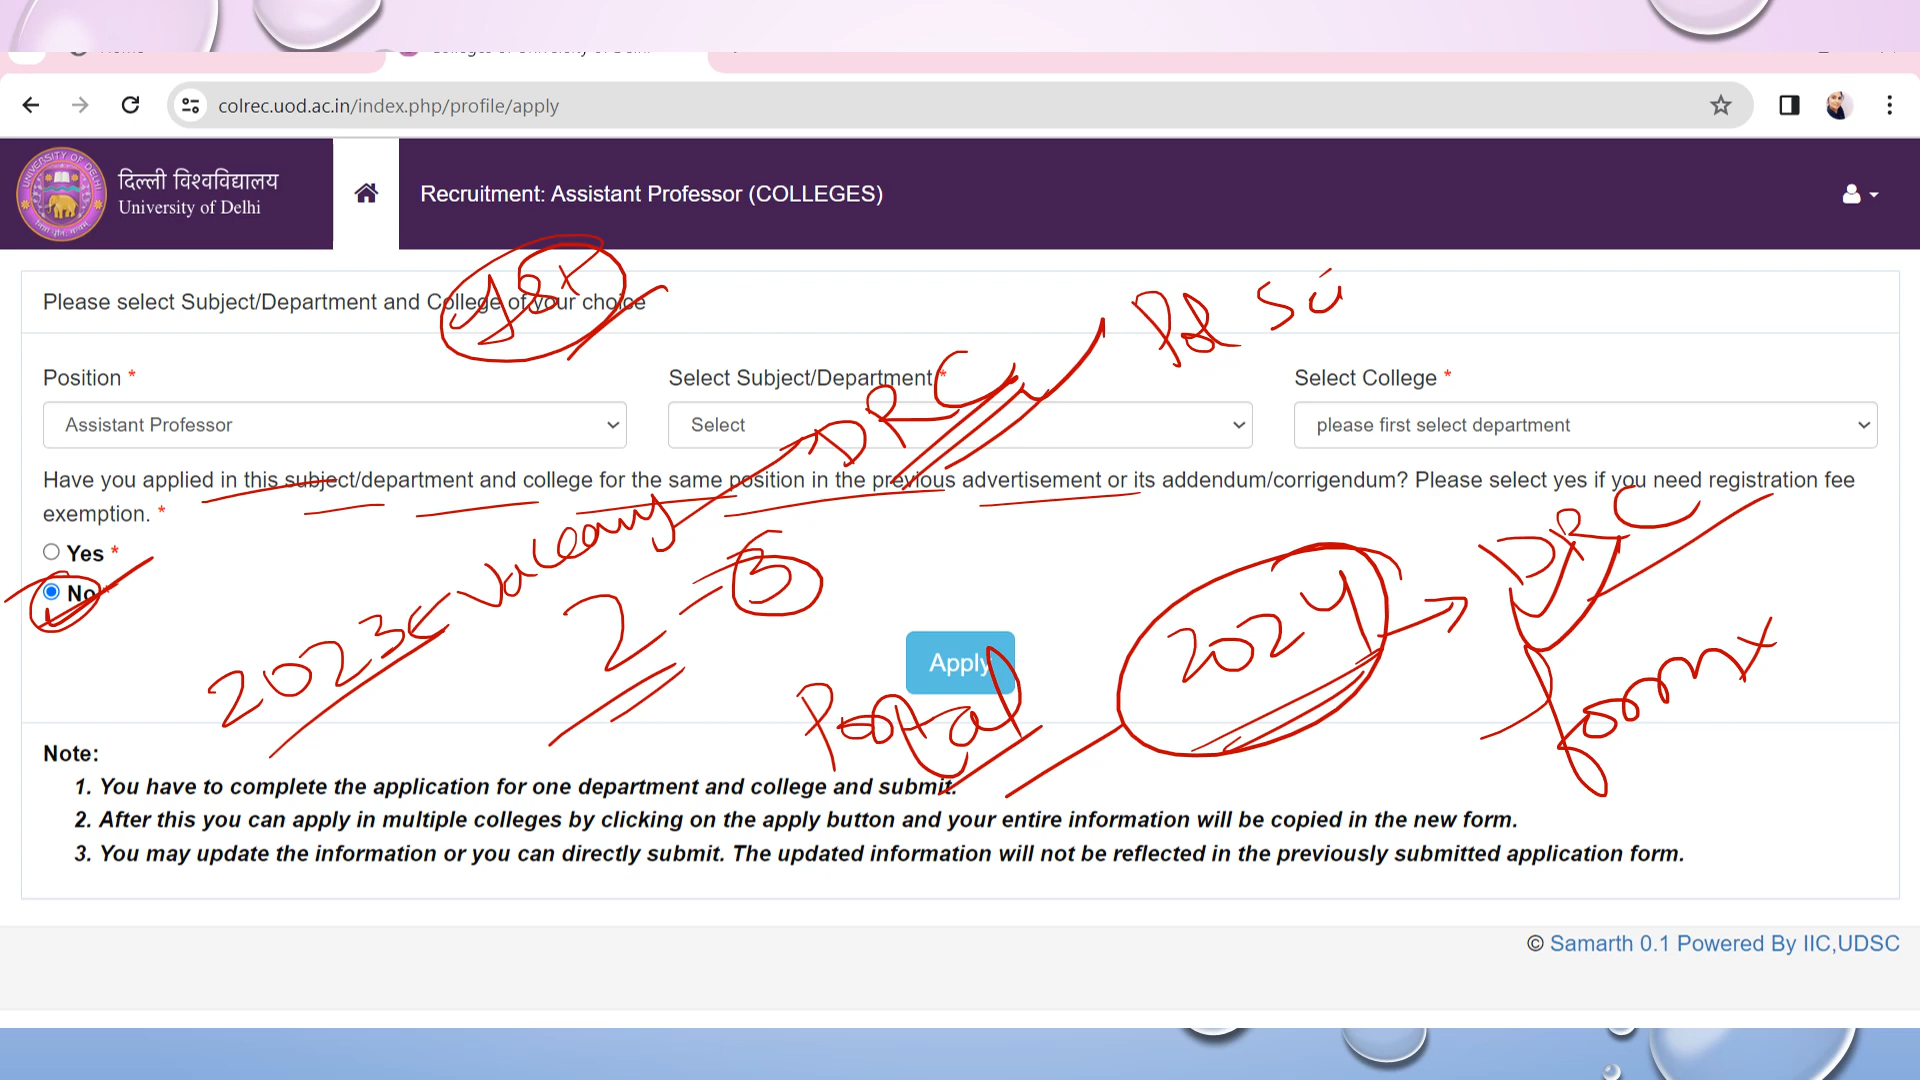 colrec.uod.ac.in/index.php/profile/apply
दिल्ली विश्वविद्यालय
University of Delhi
Recruitment: Assistant Professor (COLLEGES)
1st
Please select Subject/Department and College of your choice
Pol Sci
Position *
Select Subject/Department *
Select College *
Assistant Professor
Select
please first select department
DRC
Have you applied in this subject/department and college for the same position in the previous advertisement or its addendum/corrigendum? Please select yes if you need registration fee
exemption. *
Yes *
No *
DRC
2023
2
2024
Apply
Portal
form
Note:
1. You have to complete the application for one department and college and submit.
2. After this you can apply in multiple colleges by clicking on the apply button and your entire information will be copied in the new form.
3. You may update the information or you can directly submit. The updated information will not be reflected in the previously submitted application form.
© Samarth 0.1 Powered By IIC,UDSC